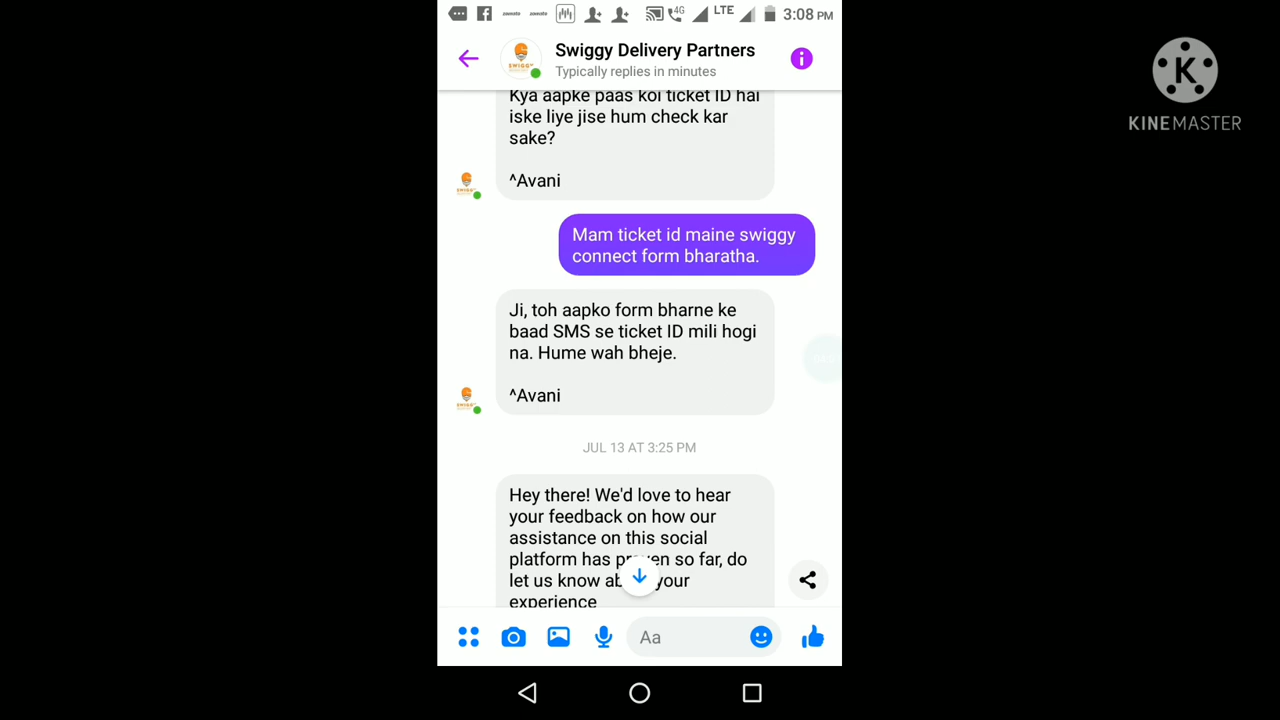 4G
LTE
3:08 PM
Swiggy Delivery Partners
Typically replies in minutes
Kya aapke paas koi ticket ID hai
iske liye jise hum check kar
sake?
^Avani
Mam ticket id maine swiggy
connect form bharatha.
Ji, toh aapko form bharne ke
baad SMS se ticket ID mili hogi
na. Hume wah bheje.
^Avani
JUL 13 AT 3:25 PM
Hey there! We'd love to hear
your feedback on how our
assistance on this social
platform has proven so far, do
let us know your
experience
Aa
K
KINEMASTER